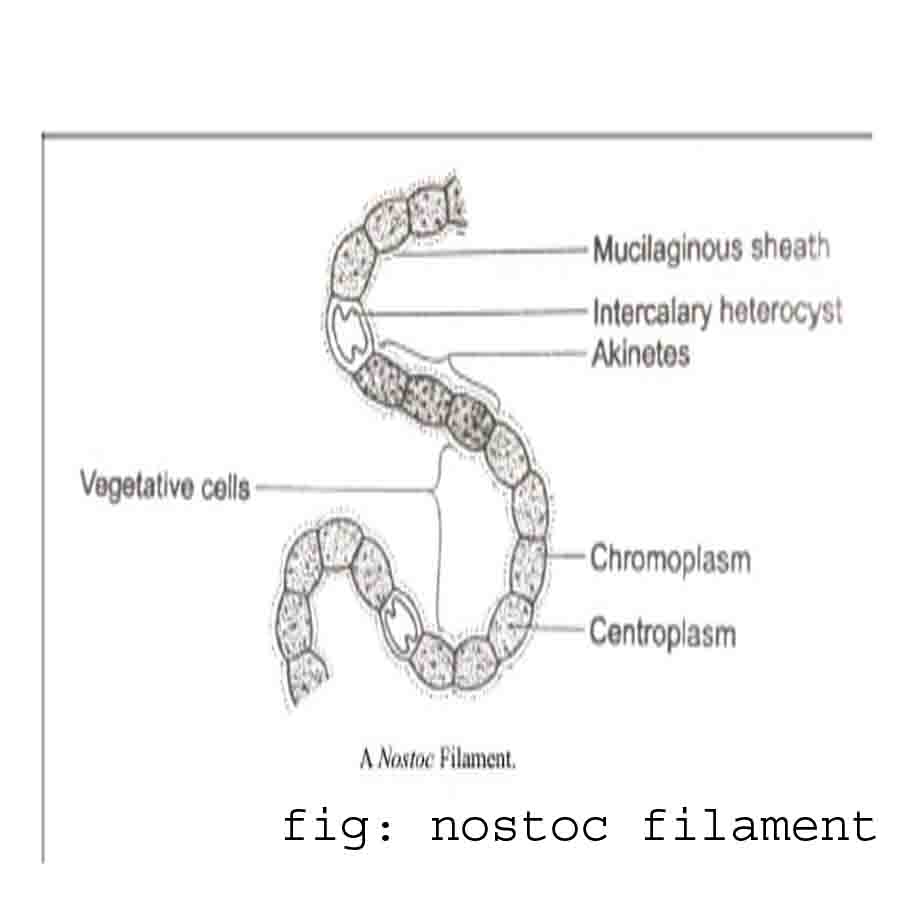 Mucilaginous sheath
Intercalary heterocyst
Akinetes
Vegetative cells
Chromoplasm
Centroplasm
A Nostoc Filament.
fig: nostoc filament